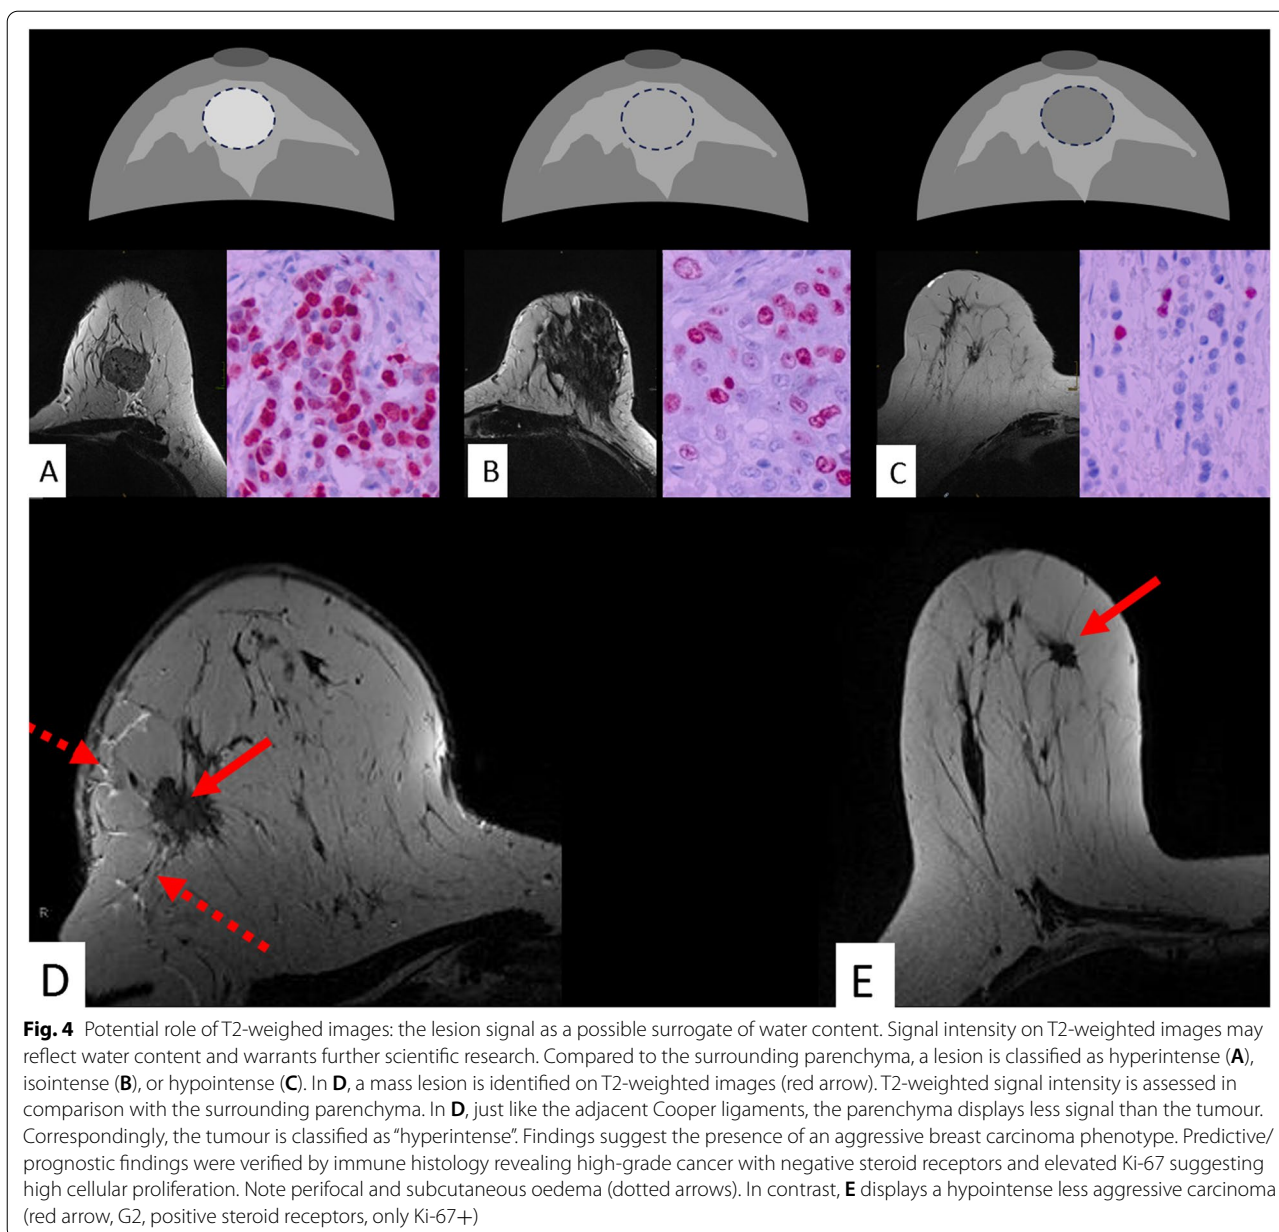 A
B
C
R
D
E
Fig. 4 Potential role of T2-weighed images: the lesion signal as a possible surrogate of water content. Signal intensity on T2-weighted images may
reflect water content and warrants further scientific research. Compared to the surrounding parenchyma, a lesion is classified as hyperintense (A),
isointense (B), or hypointense (C). In D, a mass lesion is identified on T2-weighted images (red arrow). T2-weighted signal intensity is assessed in
comparison with the surrounding parenchyma. In D, just like the adjacent Cooper ligaments, the parenchyma displays less signal than the tumour.
Correspondingly, the tumour is classified as “hyperintense”. Findings suggest the presence of an aggressive breast carcinoma phenotype. Predictive/
prognostic findings were verified by immune histology revealing high-grade cancer with negative steroid receptors and elevated Ki-67 suggesting
high cellular proliferation. Note perifocal and subcutaneous oedema (dotted arrows). In contrast, E displays a hypointense less aggressive carcinoma
(red arrow, G2, positive steroid receptors, only Ki-67+)